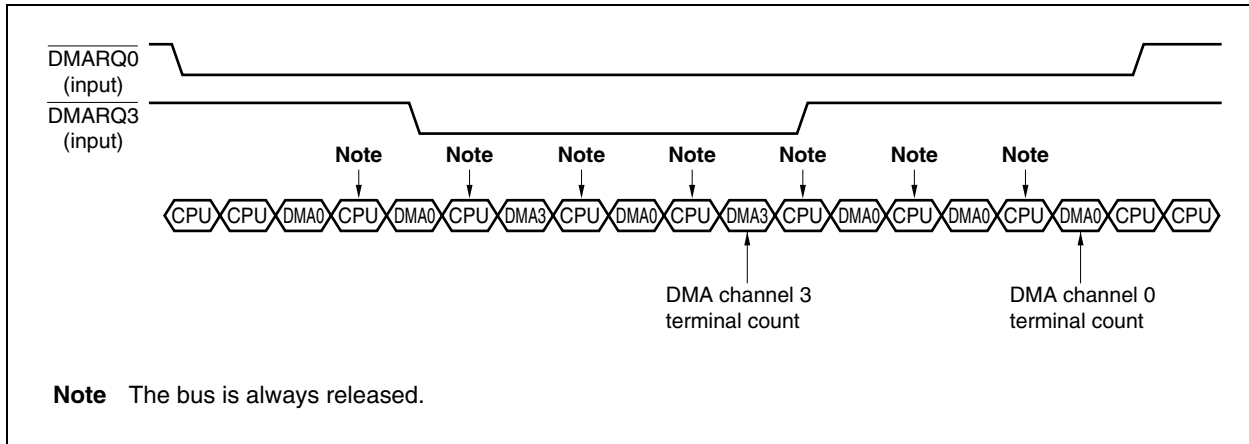 DMARQ0
(input)
DMARQ3
(input)
Note Note Note Note Note Note Note
CPU CPU DMA0 CPU DMA0 CPU DMA3 CPU DMA0 CPU DMA3 CPU DMA0 CPU DMA0 CPU DMA0 CPU CPU
DMA channel 3
terminal count
DMA channel 0
terminal count
Note The bus is always released.